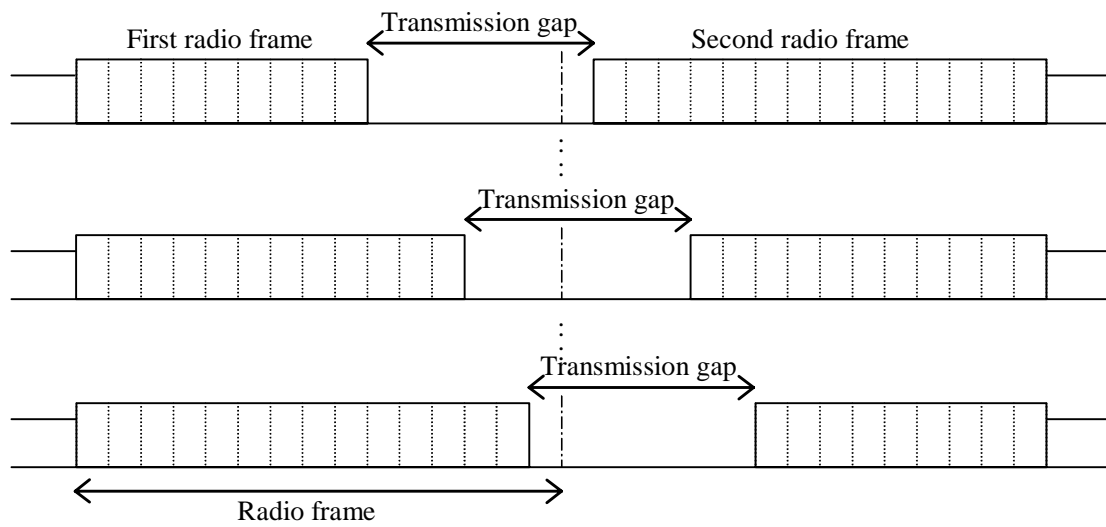 Transmission gap
First radio frame
Second radio frame
Transmission gap
Transmission gap
Radio frame